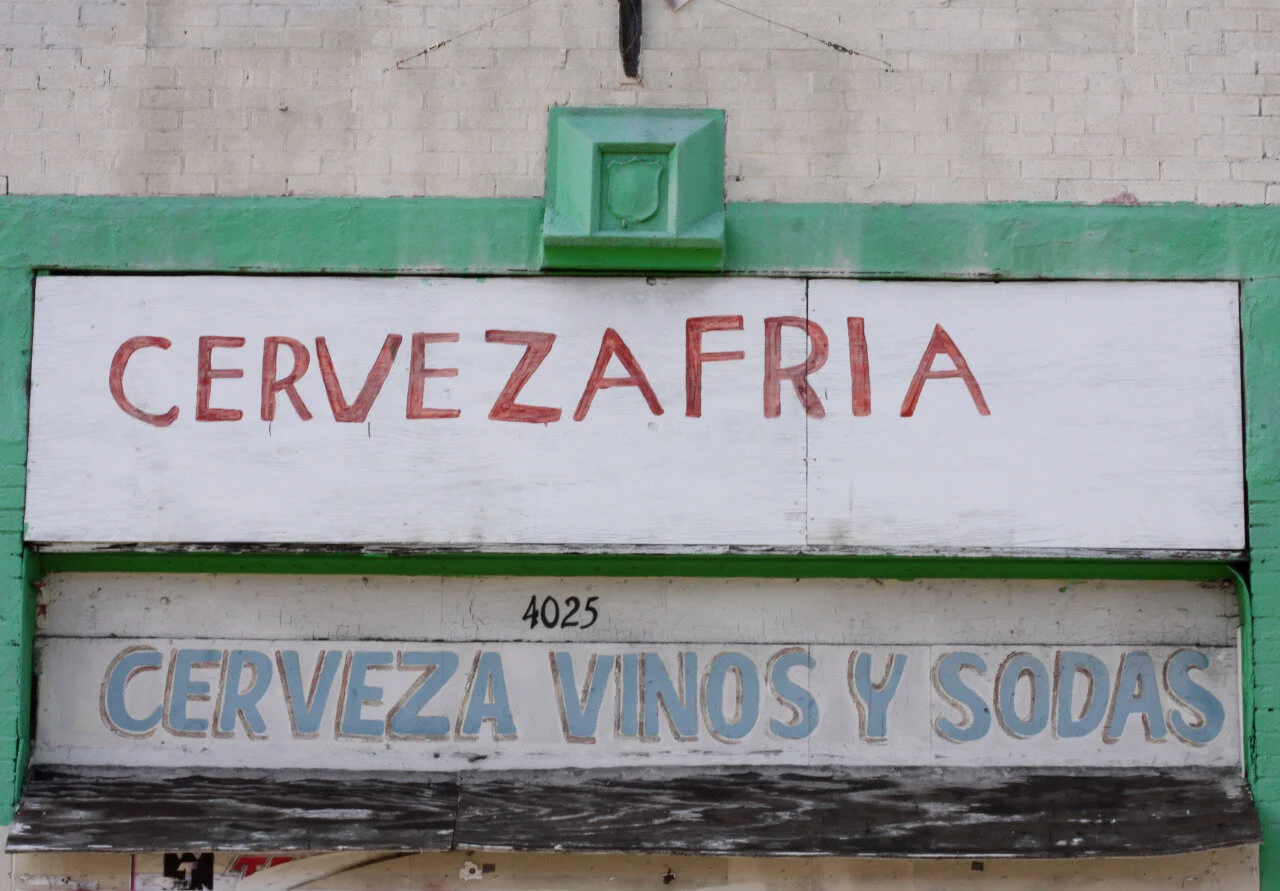 CERVEZAFRIA
4025
CERVEZA VINOS Y SODAS